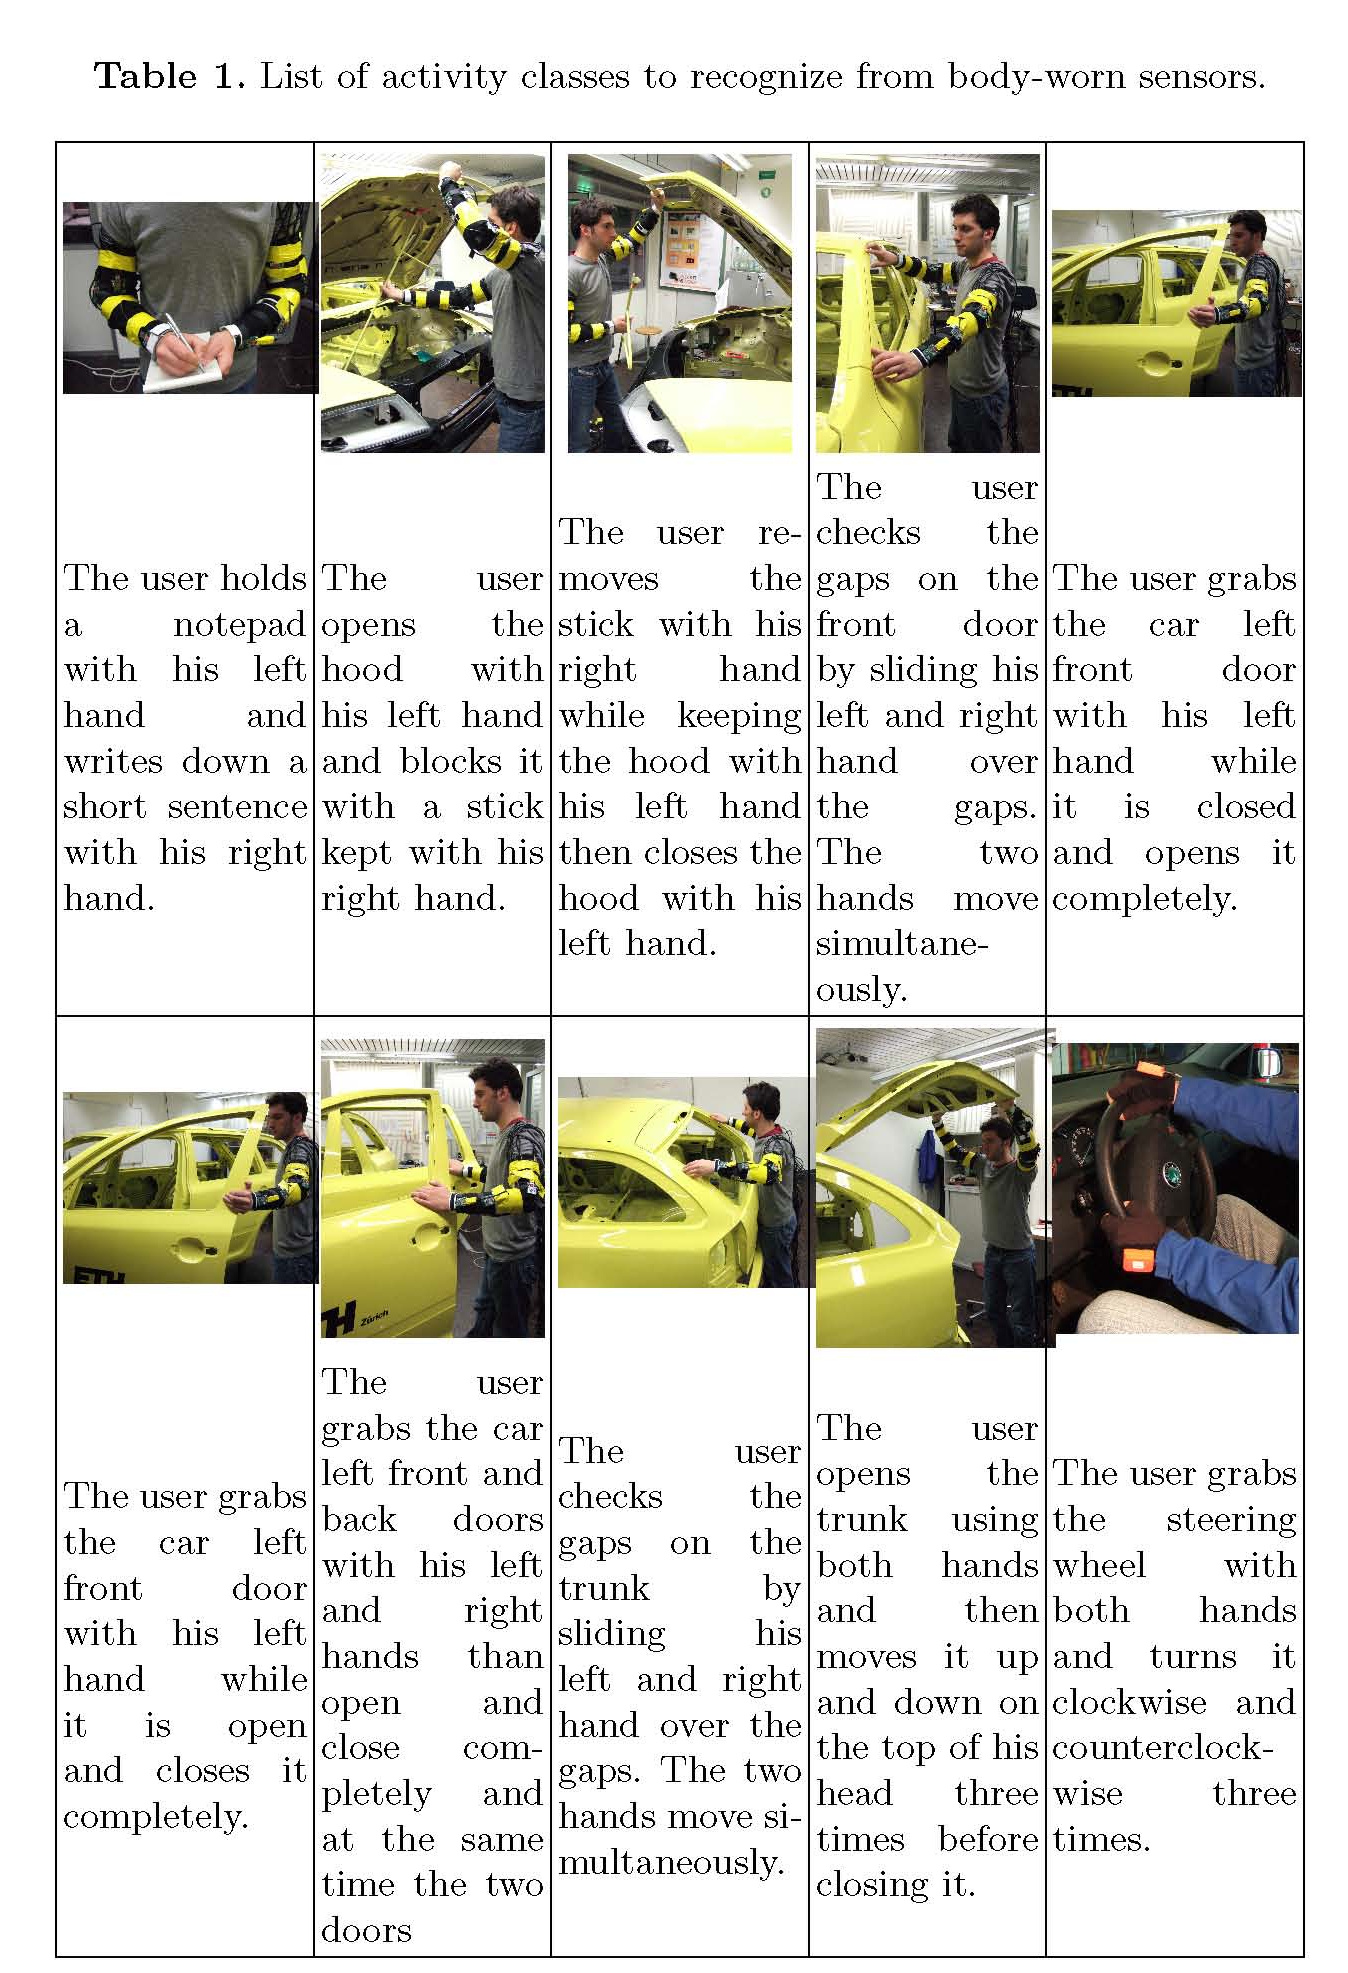 Table 1. List of activity classes to recognize from body-worn sensors.
The user holds
a notepad
with his left
hand and
writes down a
short sentence
with his right
hand.
The user
opens the
hood with
his left hand
and blocks it
with a stick
kept with his
right hand.
The user re-
moves the
stick with his
right hand
while keeping
the hood with
his left hand
then closes the
hood with his
left hand.
The user
checks the
gaps on the
front door
by sliding his
left and right
hand over
the gaps.
The two
hands move
simultane-
ously.
ETH
The user grabs
the car left
front door
with his left
hand while
it is closed
and opens it
completely.
ETH
The user grabs
the car left
front door
with his left
hand while
it is open
and closes it
completely.
TH Zürich
The user
grabs the car
left front and
back doors
with his left
and right
hands than
open and
close com-
pletely and
at the same
time the two
doors
The user
checks the
gaps on the
trunk by
sliding his
left and right
hand over the
gaps. The two
hands move si-
multaneously.
The user
opens the
trunk using
both hands
and then
moves it up
and down on
the top of his
head three
times before
closing it.
The user grabs
the steering
wheel with
both hands
and turns it
clockwise and
counterclock-
wise three
times.